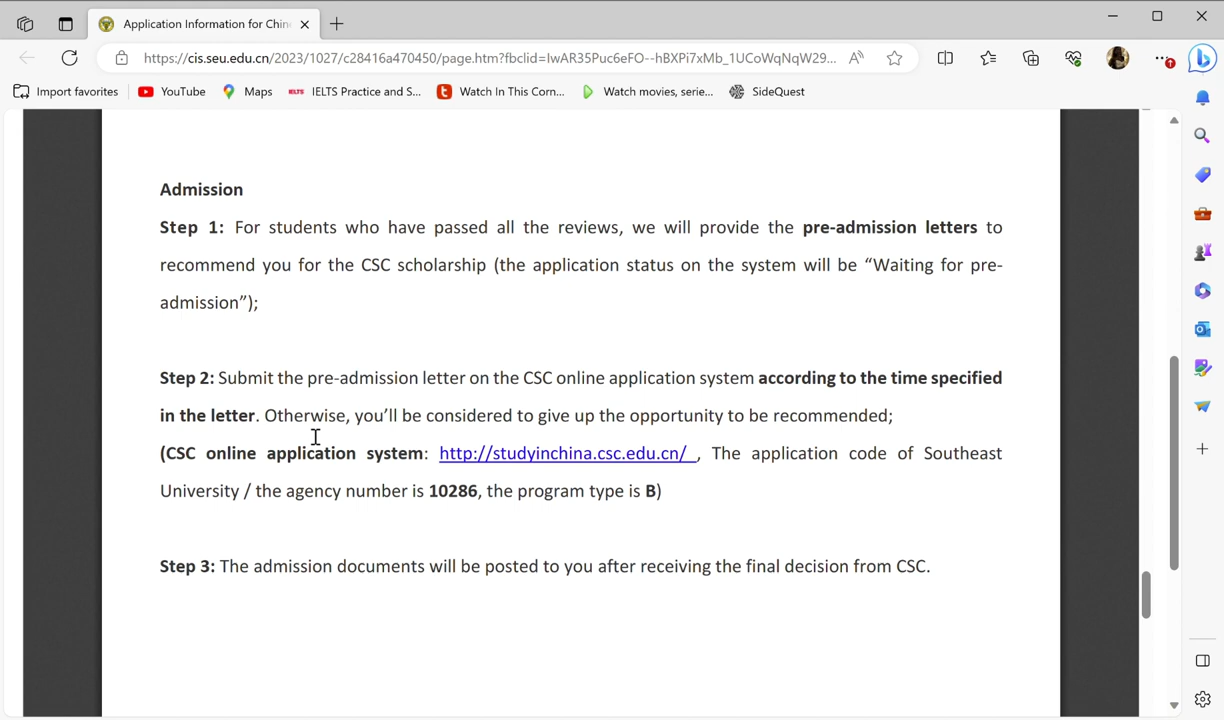 Application Information for Chin
https://cis.seu.edu.cn/2023/1027/c28416a470450/page.htm?fbclid=IwAR35Puc6eFO--hBXPi7xMb_1UCoWqNqW29...
Import favorites YouTube Maps IELTS Practice and S... Watch In This Corn... Watch movies, serie... SideQuest
Admission
Step 1: For students who have passed all the reviews, we will provide the pre-admission letters to
recommend you for the CSC scholarship (the application status on the system will be “Waiting for pre-
admission”);
Step 2: Submit the pre-admission letter on the CSC online application system according to the time specified
in the letter. Otherwise, you’ll be considered to give up the opportunity to be recommended;
(CSC online application system: http://studyinchina.csc.edu.cn/ , The application code of Southeast
University / the agency number is 10286, the program type is B)
Step 3: The admission documents will be posted to you after receiving the final decision from CSC.